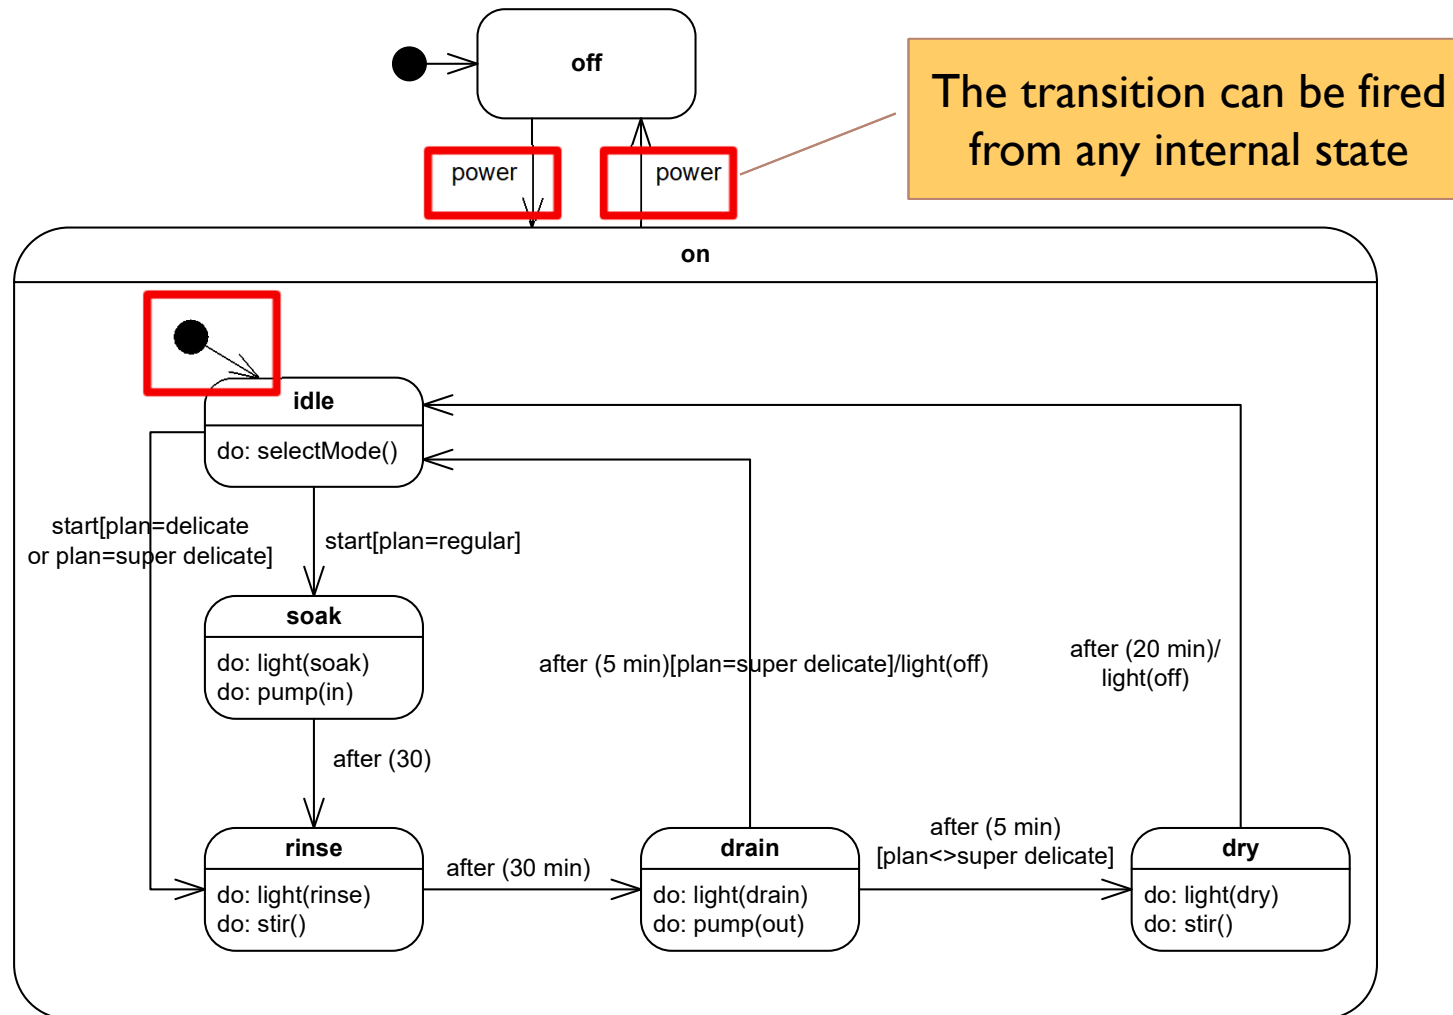 off
The transition can be fired
from any internal state
power
power
on
idle
do: selectMode()
start[plan=delicate
or plan=super delicate]
start[plan=regular]
soak
do: light(soak)
do: pump(in)
after (5 min)[plan=super delicate]/light(off)
after (20 min)/
light(off)
after (30)
rinse
do: light(rinse)
do: stir()
after (30 min)
drain
do: light(drain)
do: pump(out)
after (5 min)
[plan<>super delicate]
dry
do: light(dry)
do: stir()